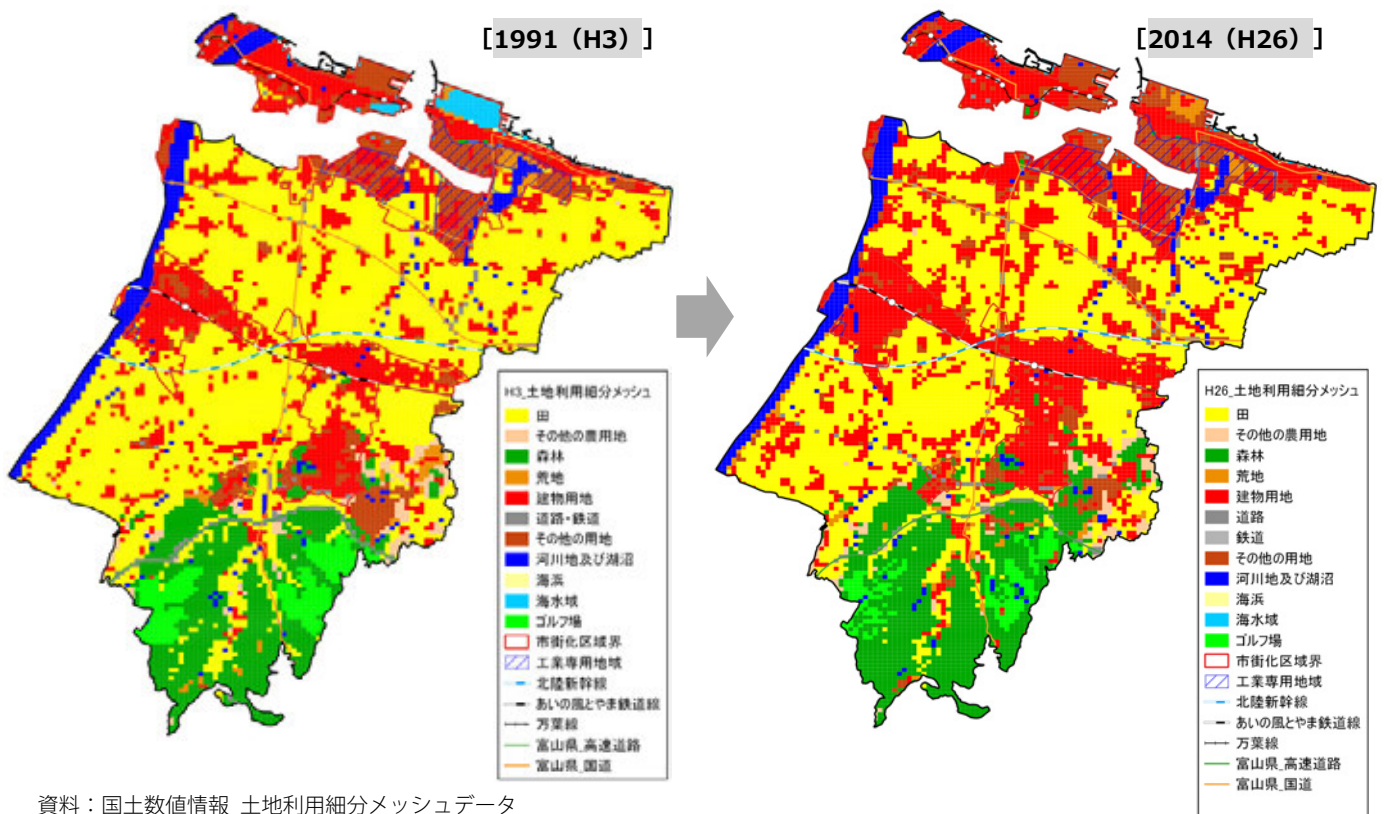 [1991（H3）]
[2014（H26）]
H3_土地利用細分メッシュ
田
その他の農用地
森林
荒地
建物用地
道路・鉄道
その他の用地
河川地及び湖沼
海浜
海水域
ゴルフ場
市街化区域界
工業専用地域
北陸新幹線
あいの風とやま鉄道線
万葉線
富山県_高速道路
富山県_国道
H26_土地利用細分メッシュ
田
その他の農用地
森林
荒地
建物用地
道路
鉄道
その他の用地
河川地及び湖沼
海浜
海水域
ゴルフ場
市街化区域界
工業専用地域
北陸新幹線
あいの風とやま鉄道線
万葉線
富山県_高速道路
富山県_国道
資料：国土数値情報 土地利用細分メッシュデータ